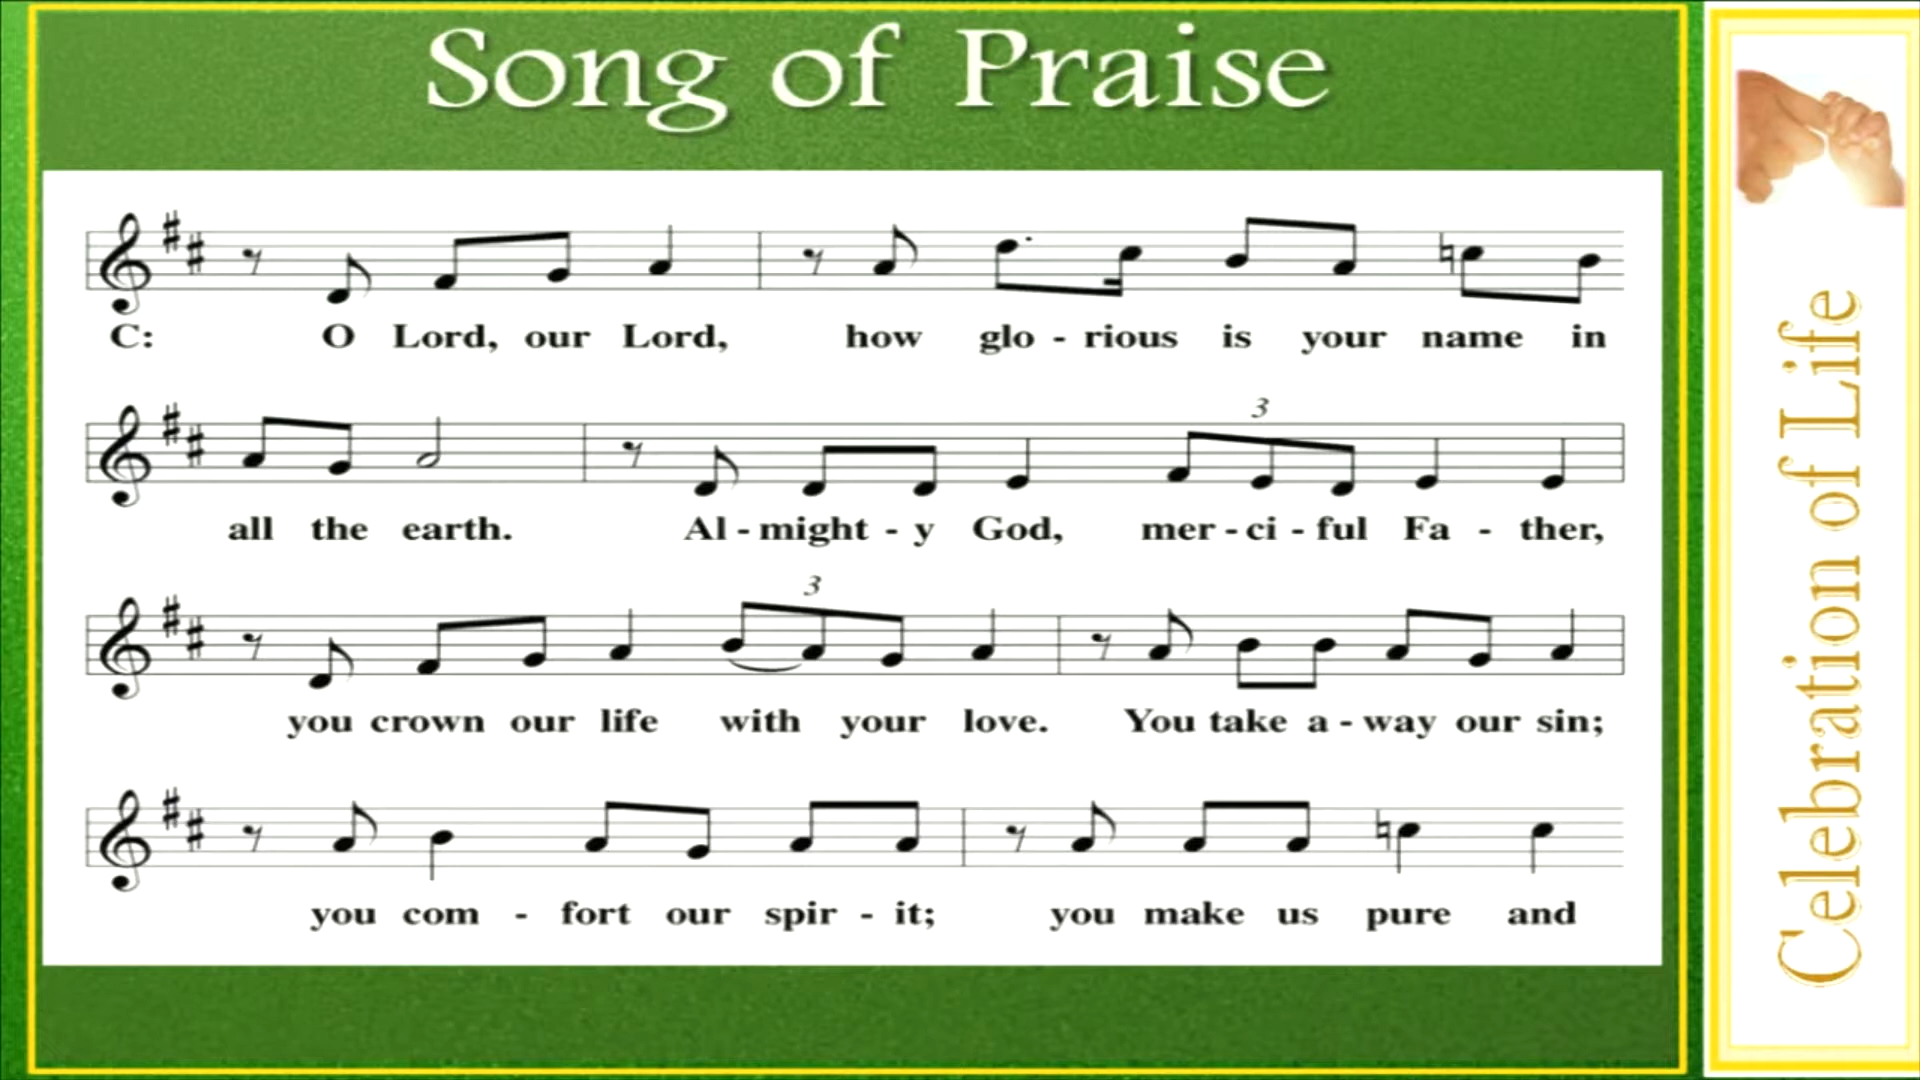 Song of Praise
C: O Lord, our Lord, how glo - rious is your name in
all the earth. Al - might - y God, mer - ci - ful Fa - ther,
3
you crown our life with your love. You take a - way our sin;
3
you com - fort our spir - it; you make us pure and
Celebration of Life